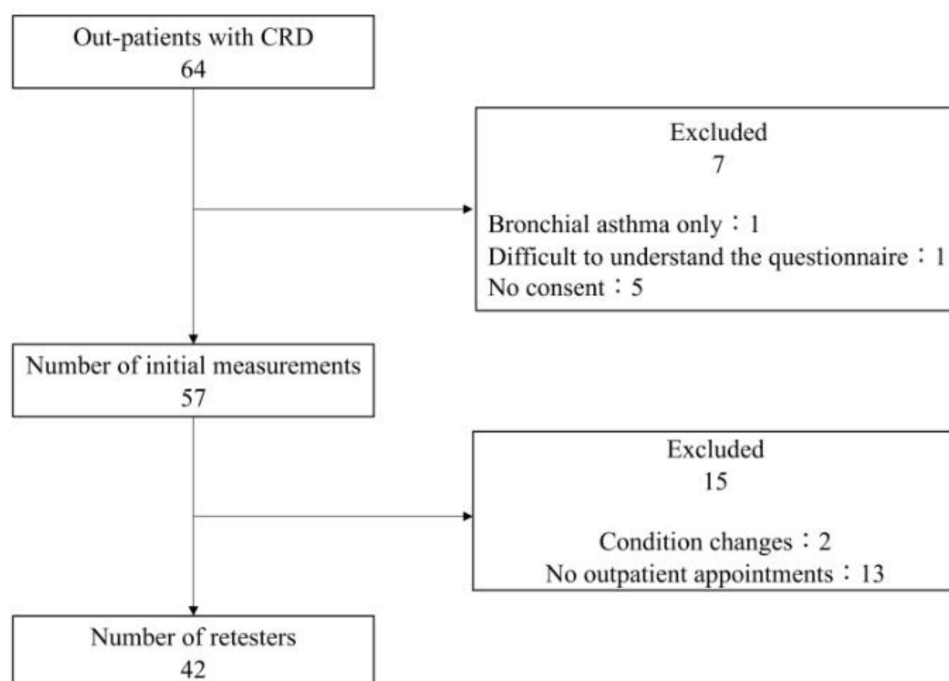 Out-patients with CRD
64
Excluded
7
Bronchial asthma only：1
Difficult to understand the questionnaire：1
No consent：5
Number of initial measurements
57
Excluded
15
Condition changes：2
No outpatient appointments：13
Number of retesters
42